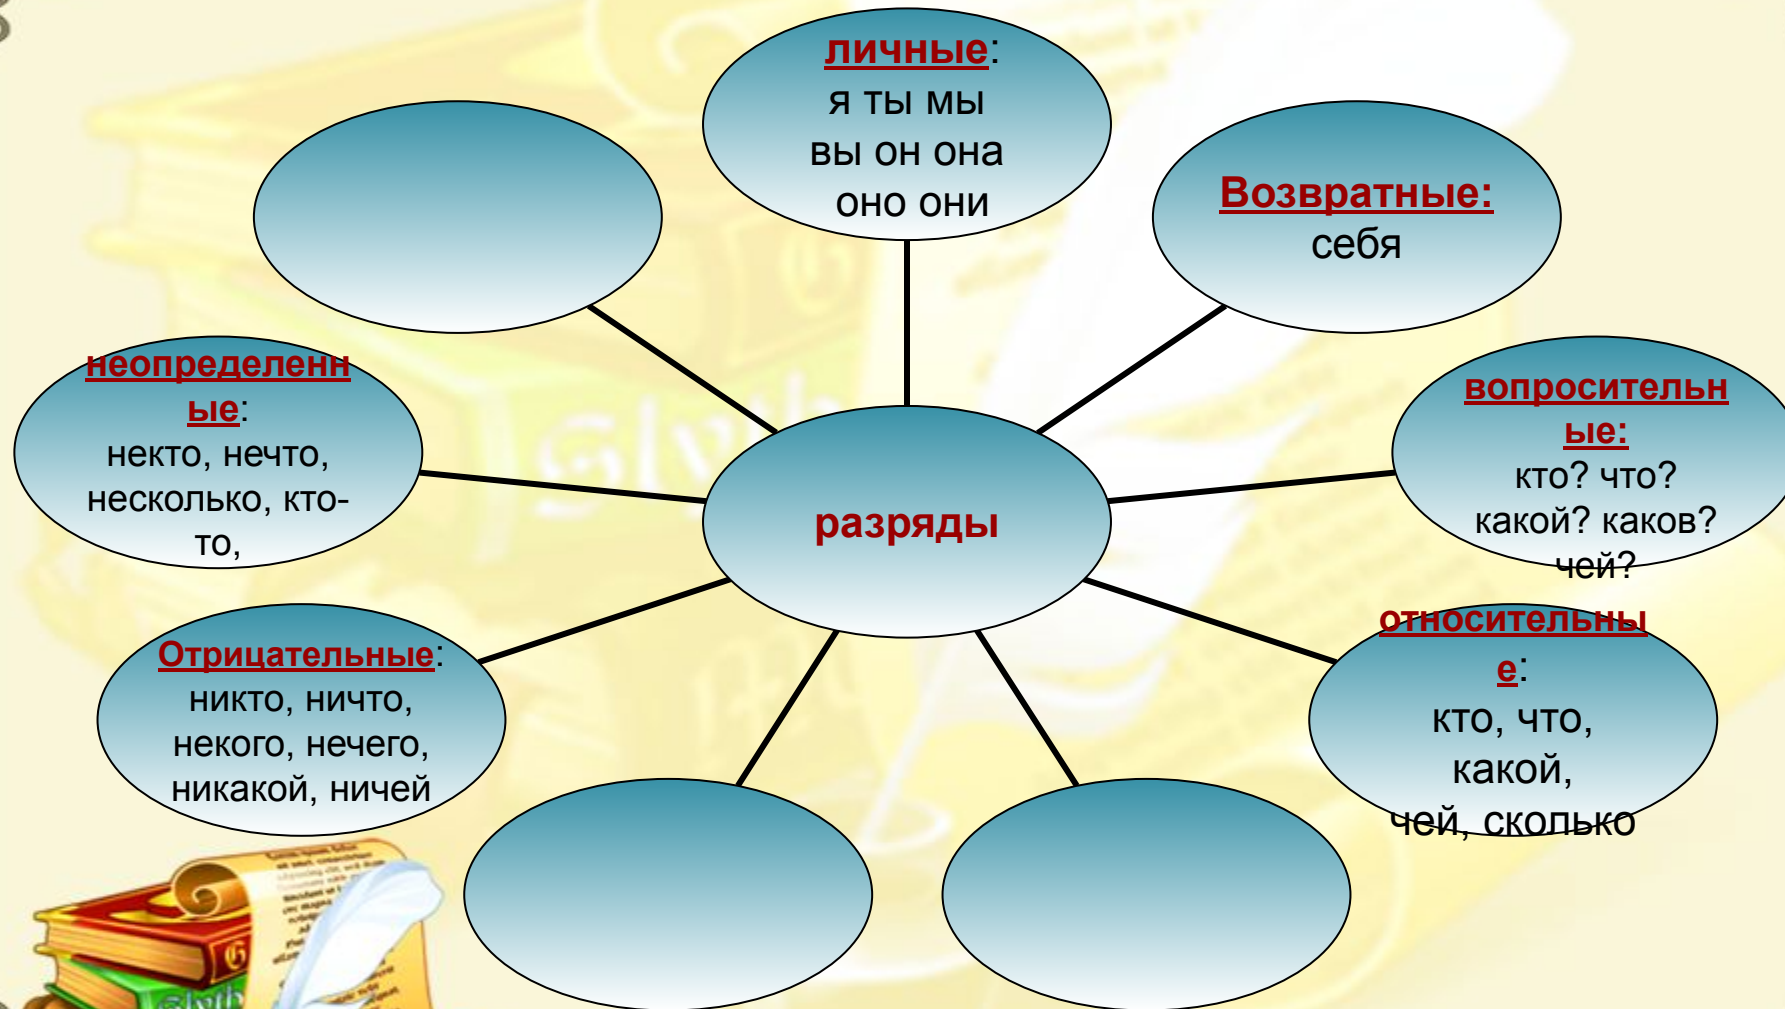 личные:
я ты мы
вы он она
оно они
Возвратные:
себя
вопросительн
ые:
кто? что?
какой? каков?
чей?
относительны
е:
кто, что,
какой,
чей, сколько
Отрицательные:
никто, ничто,
некого, нечего,
никакой, ничей
неопределенн
ые:
некто, нечто,
несколько, кто-
то,
разряды